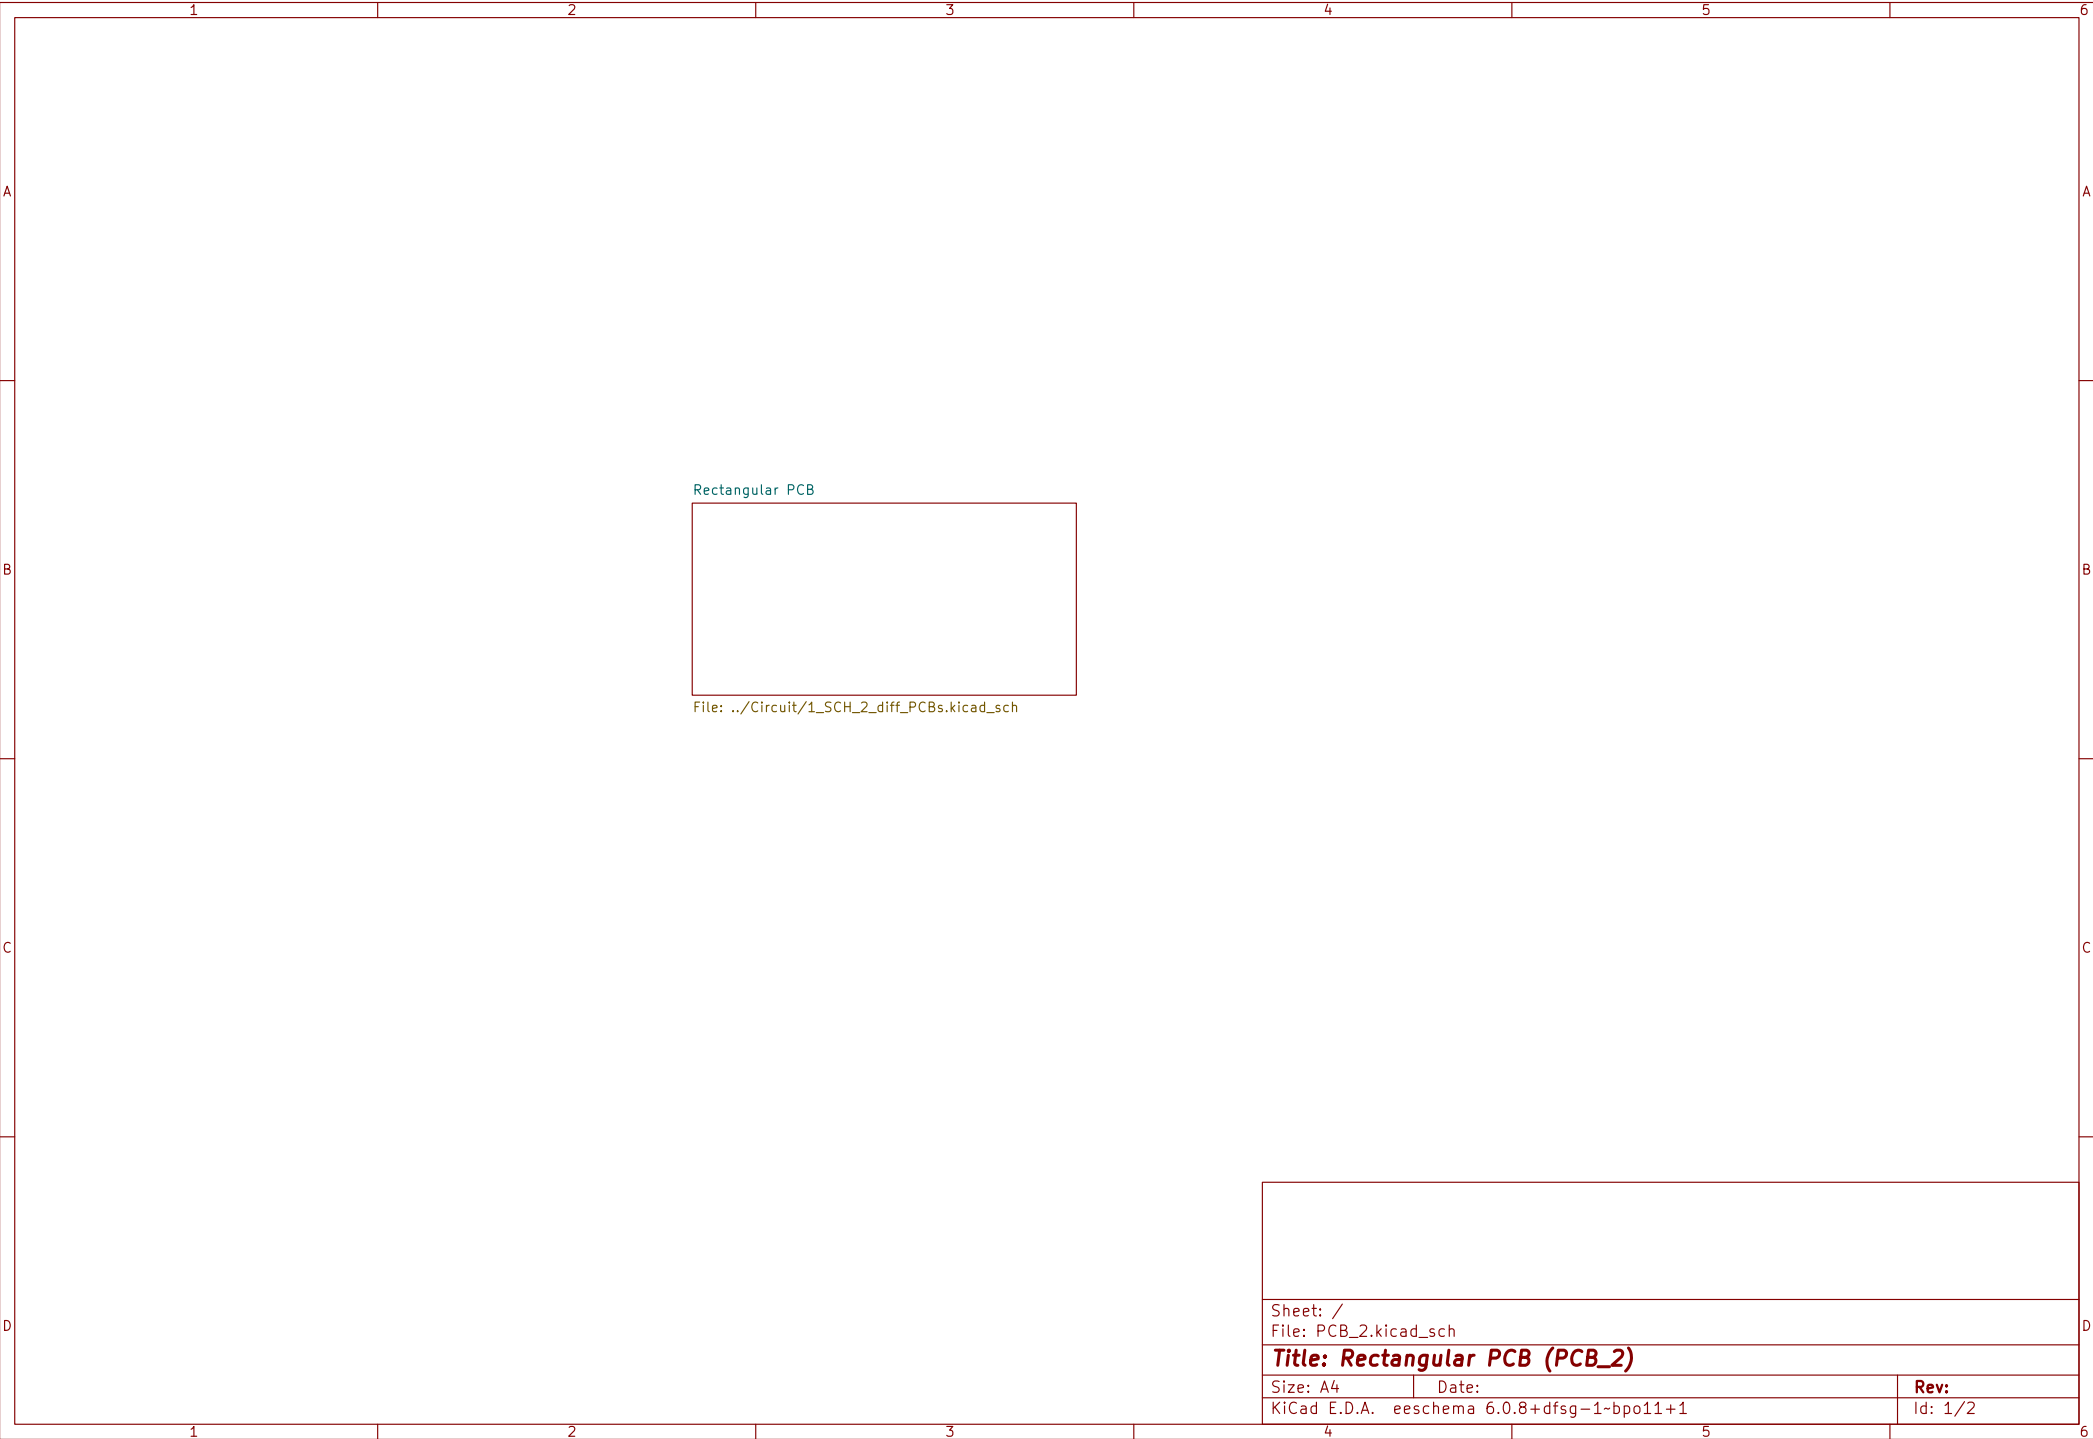 1 2 3 4 5 6
A A
Rectangular PCB
B B
File: ../Circuit/1_SCH_2_diff_PCBs.kicad_sch
C C
Sheet: /
D D
File: PCB_2.kicad_sch
Title: Rectangular PCB (PCB_2)
Size: A4 Date: Rev:
KiCad E.D.A. eeschema 6.0.8+dfsg-1~bpo11+1 Id: 1/2
1 2 3 4 5 6